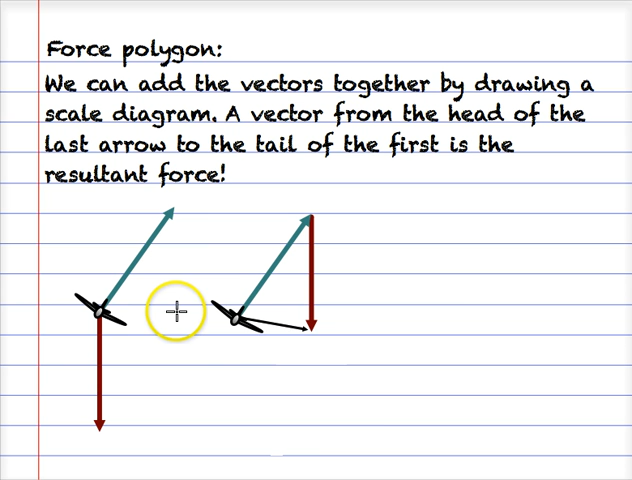 Force polygon:
We can add the vectors together by drawing a
scale diagram. A vector from the head of the
last arrow to the tail of the first is the
resultant force!